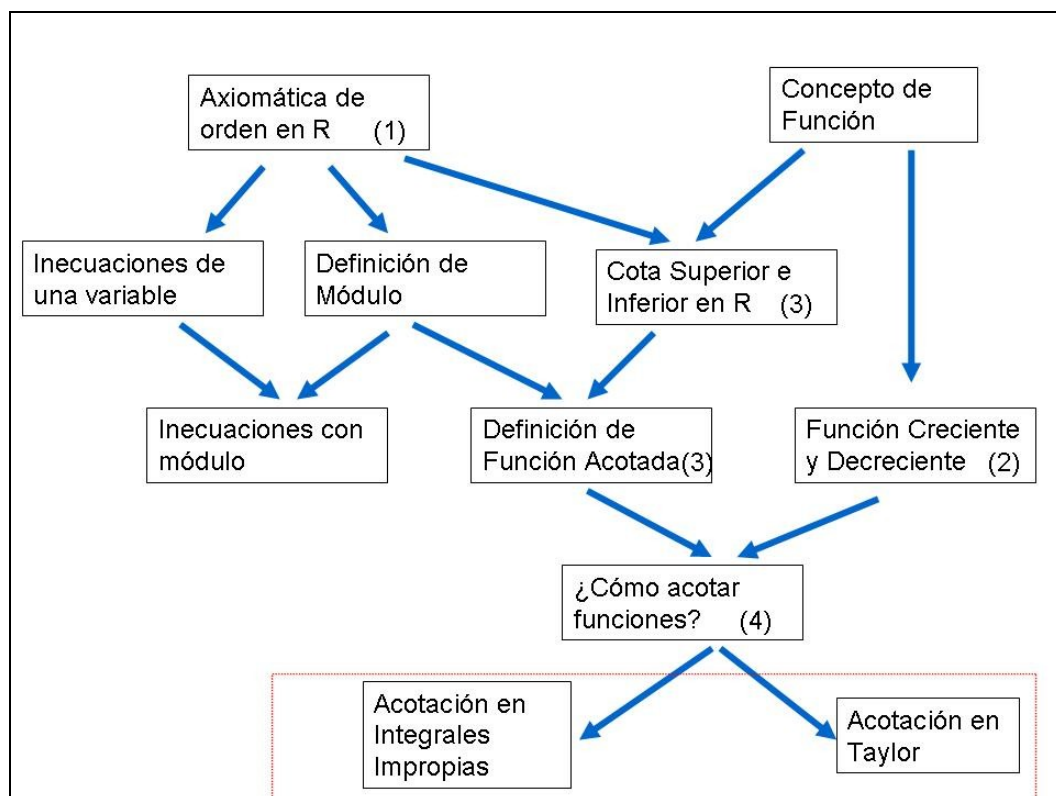 Axiomática de
orden en R (1)
Concepto de
Función
Inecuaciones de
una variable
Definición de
Módulo
Cota Superior e
Inferior en R (3)
Inecuaciones con
módulo
Definición de
Función Acotada(3)
Función Creciente
y Decreciente (2)
¿Cómo acotar
funciones? (4)
Acotación en
Integrales
Impropias
Acotación en
Taylor